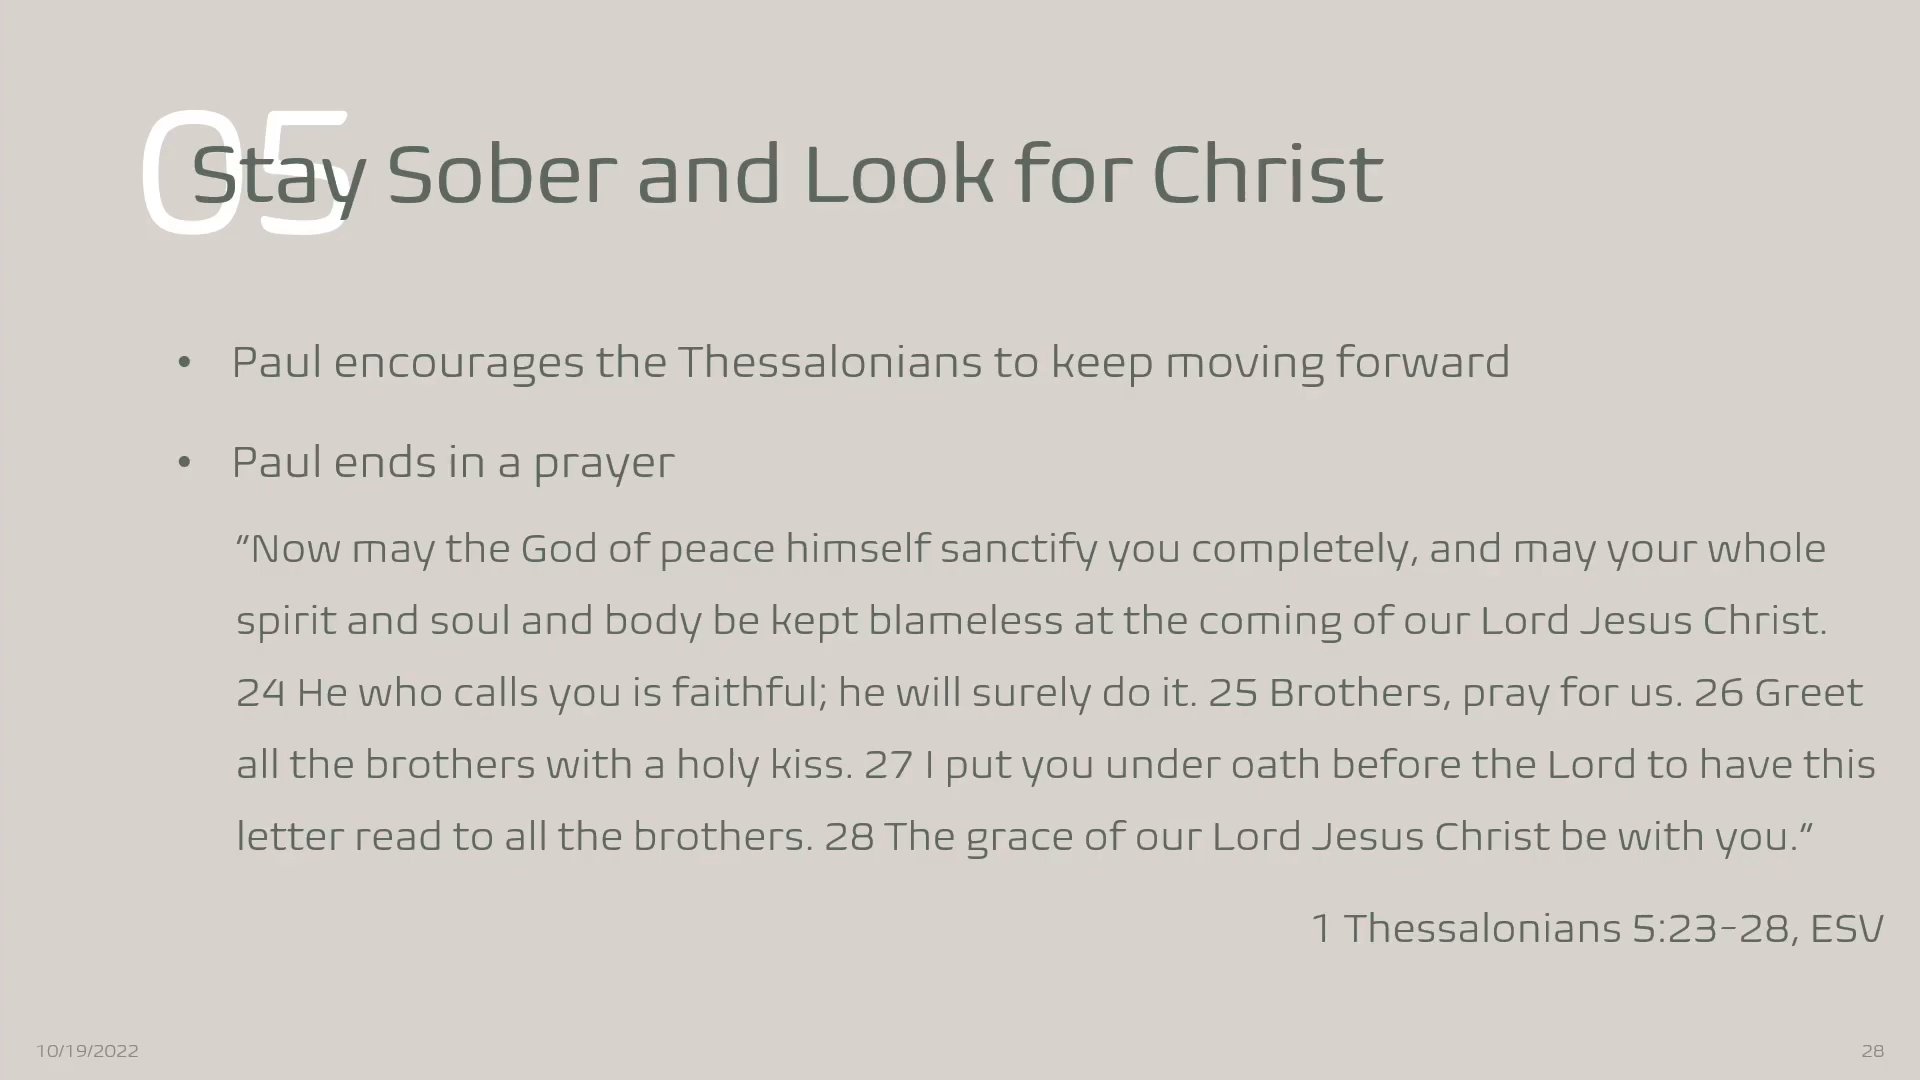 05
Stay Sober and Look for Christ
• Paul encourages the Thessalonians to keep moving forward
• Paul ends in a prayer
“Now may the God of peace himself sanctify you completely, and may your whole
spirit and soul and body be kept blameless at the coming of our Lord Jesus Christ.
24 He who calls you is faithful; he will surely do it. 25 Brothers, pray for us. 26 Greet
all the brothers with a holy kiss. 27 I put you under oath before the Lord to have this
letter read to all the brothers. 28 The grace of our Lord Jesus Christ be with you.”
1 Thessalonians 5:23-28, ESV
10/19/2022
28